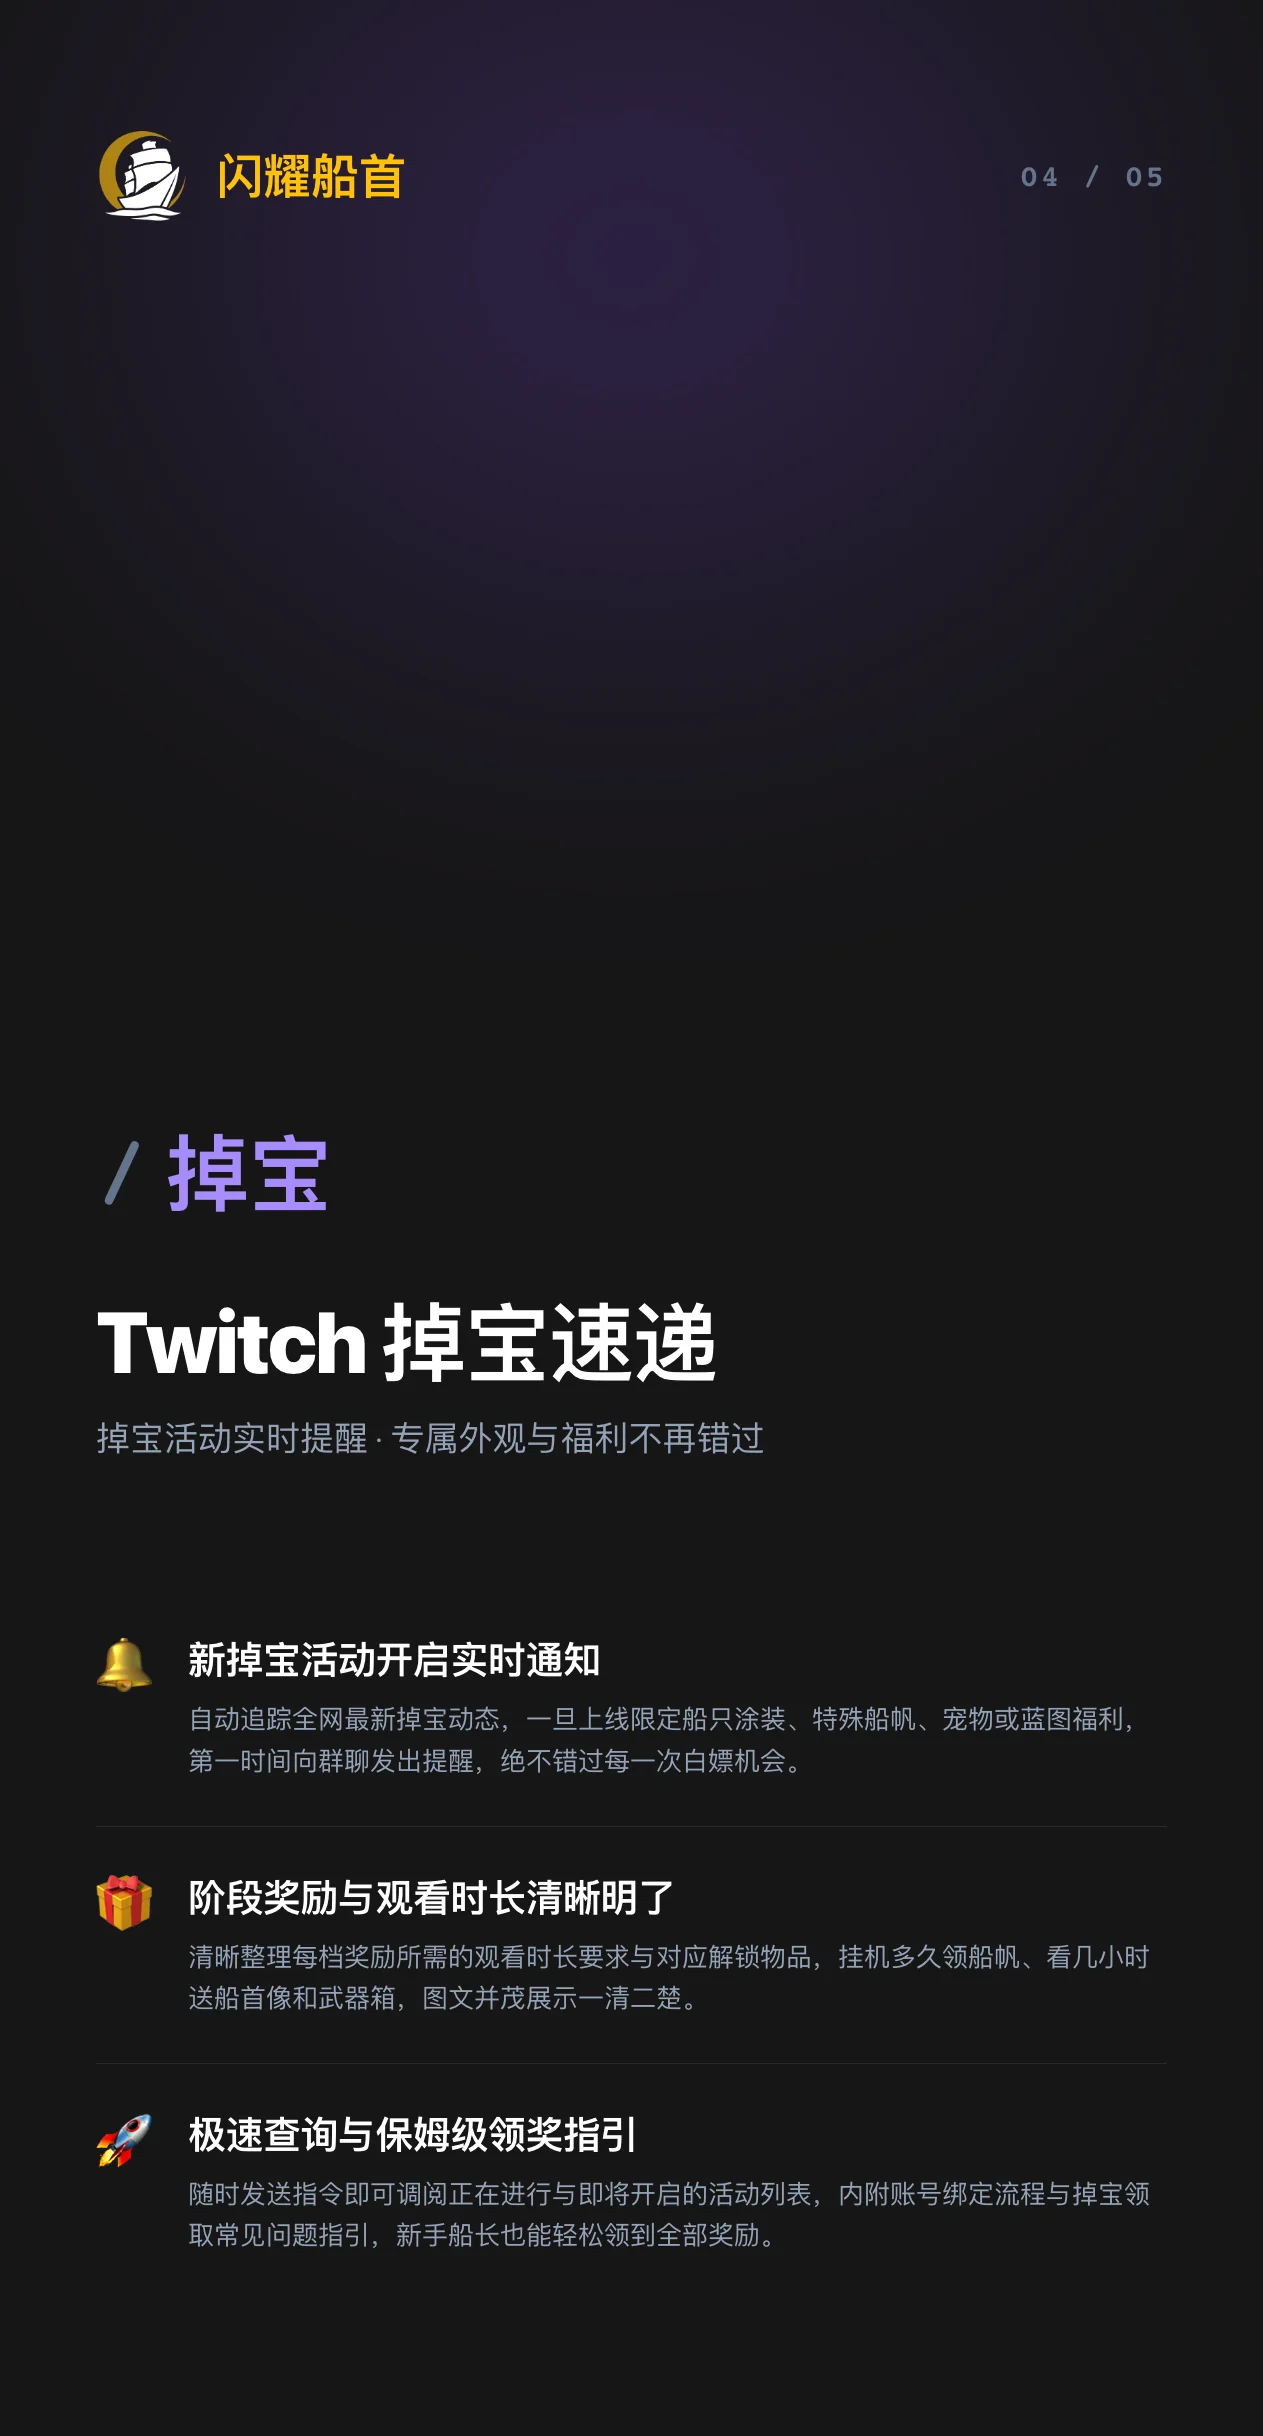 闪耀船首
04 / 05
/ 掉宝
Twitch 掉宝速递
掉宝活动实时提醒 · 专属外观与福利不再错过
新掉宝活动开启实时通知
自动追踪全网最新掉宝动态，一旦上线限定船只涂装、特殊船帆、宠物或蓝图福利，
第一时间向群聊发出提醒，绝不错过每一次白嫖机会。
阶段奖励与观看时长清晰明了
清晰整理每档奖励所需的观看时长要求与对应解锁物品，挂机多久领船帆、看几小时
送船首像和武器箱，图文并茂展示一清二楚。
极速查询与保姆级领奖指引
随时发送指令即可调阅正在进行与即将开启的活动列表，内附账号绑定流程与掉宝领
取常见问题指引，新手船长也能轻松领到全部奖励。